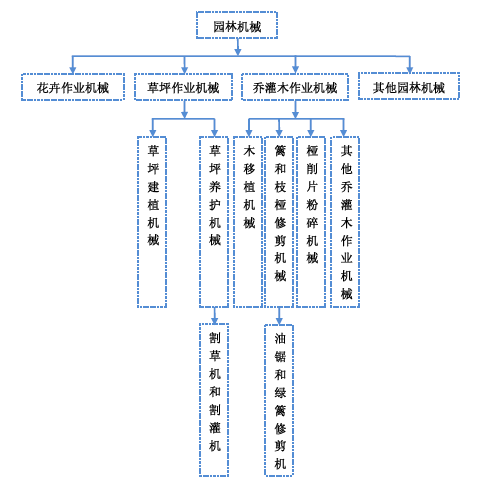 园林机械
花卉作业机械
草坪作业机械
乔灌木作业机械
其他园林机械
草坪建植机械
草坪养护机械
木移植机械
篱和枝桠修剪机械
桠削片粉碎机械
其他乔灌木作业机械
割草机和割灌机
油锯和绿篱修剪机